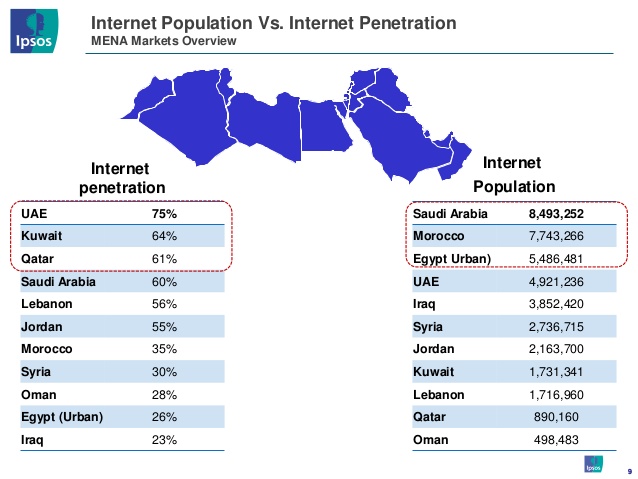 Ipsos
Internet Population Vs. Internet Penetration
MENA Markets Overview
Internet
penetration
UAE 75%
Kuwait 64%
Qatar 61%
Saudi Arabia 60%
Lebanon 56%
Jordan 55%
Morocco 35%
Syria 30%
Oman 28%
Egypt (Urban) 26%
Iraq 23%
Internet
Population
Saudi Arabia 8,493,252
Morocco 7,743,266
Egypt Urban) 5,486,481
UAE 4,921,236
Iraq 3,852,420
Syria 2,736,715
Jordan 2,163,700
Kuwait 1,731,341
Lebanon 1,716,960
Qatar 890,160
Oman 498,483
Ipsos
9